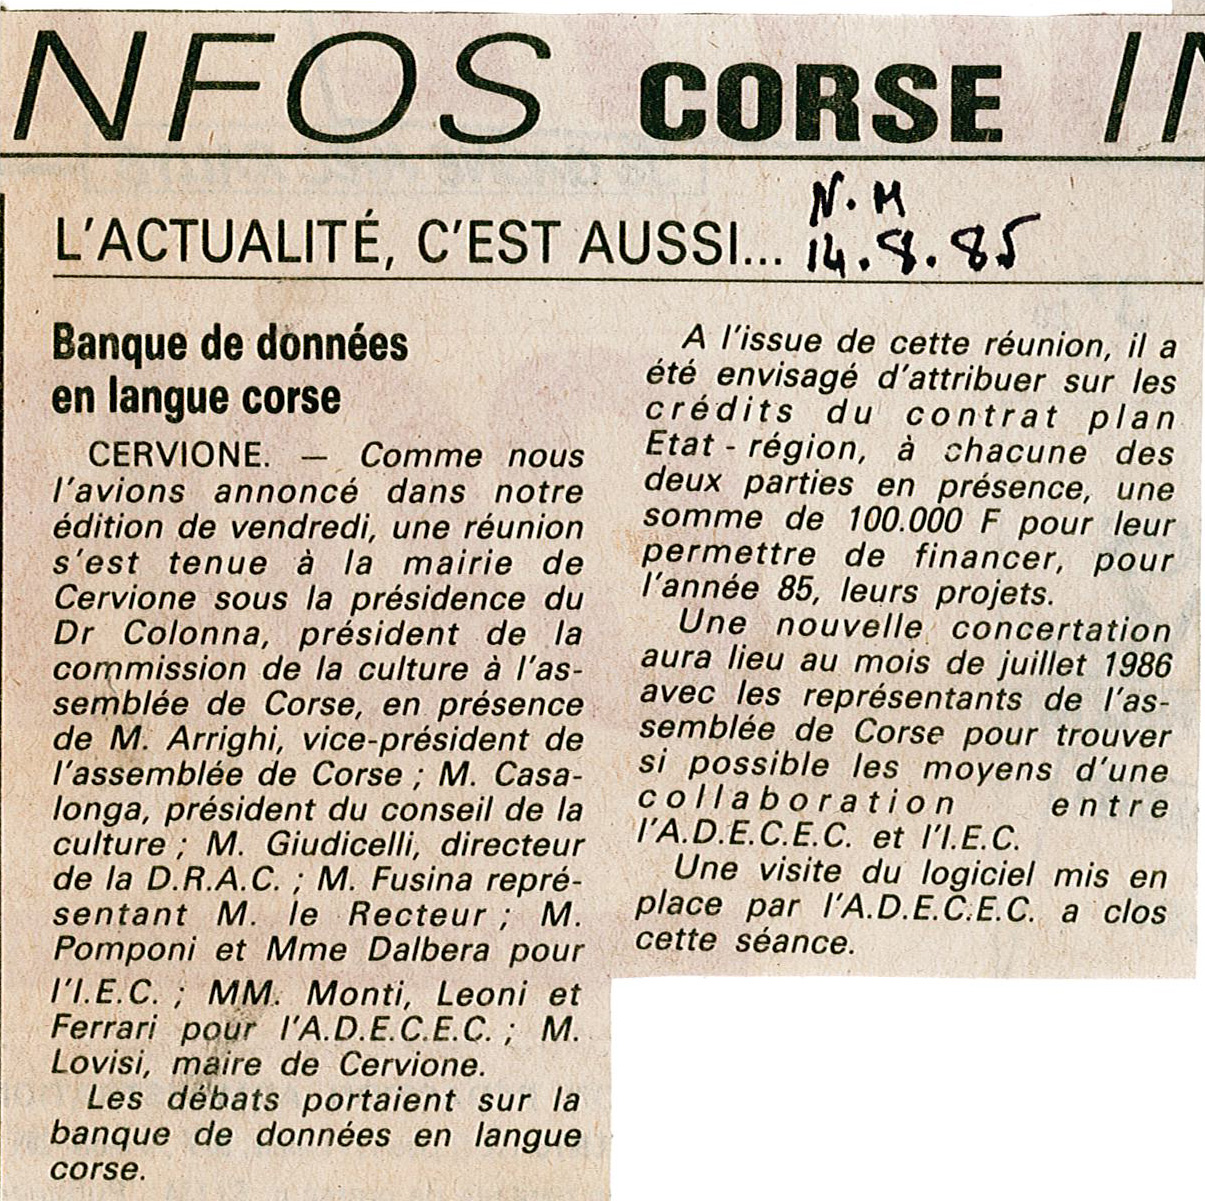 NFOS CORSE IN
L'ACTUALITÉ, C'EST AUSSI...
N.M
14.8.85
Banque de données
en langue corse
CERVIONE. — Comme nous
l'avions annoncé dans notre
édition de vendredi, une réunion
s'est tenue à la mairie de
Cervione sous la présidence du
Dr Colonna, président de la
commission de la culture à l'as-
semblée de Corse, en présence
de M. Arrighi, vice-président de
l'assemblée de Corse ; M. Casa-
longa, président du conseil de la
culture ; M. Giudicelli, directeur
de la D.R.A.C. ; M. Fusina repré-
sentant M. le Recteur ; M.
Pomponi et Mme Dalbera pour
l'I.E.C. ; MM. Monti, Leoni et
Ferrari pour l'A.D.E.C.E.C. ; M.
Lovisi, maire de Cervione.
Les débats portaient sur la
banque de données en langue
corse.
A l'issue de cette réunion, il a
été envisagé d'attribuer sur les
crédits du contrat plan
Etat - région, à chacune des
deux parties en présence, une
somme de 100.000 F pour leur
permettre de financer, pour
l'année 85, leurs projets.
Une nouvelle concertation
aura lieu au mois de juillet 1986
avec les représentants de l'as-
semblée de Corse pour trouver
si possible les moyens d'une
collaboration entre
l'A.D.E.C.E.C. et l'I.E.C.
Une visite du logiciel mis en
place par l'A.D.E.C.E.C. a clos
cette séance.